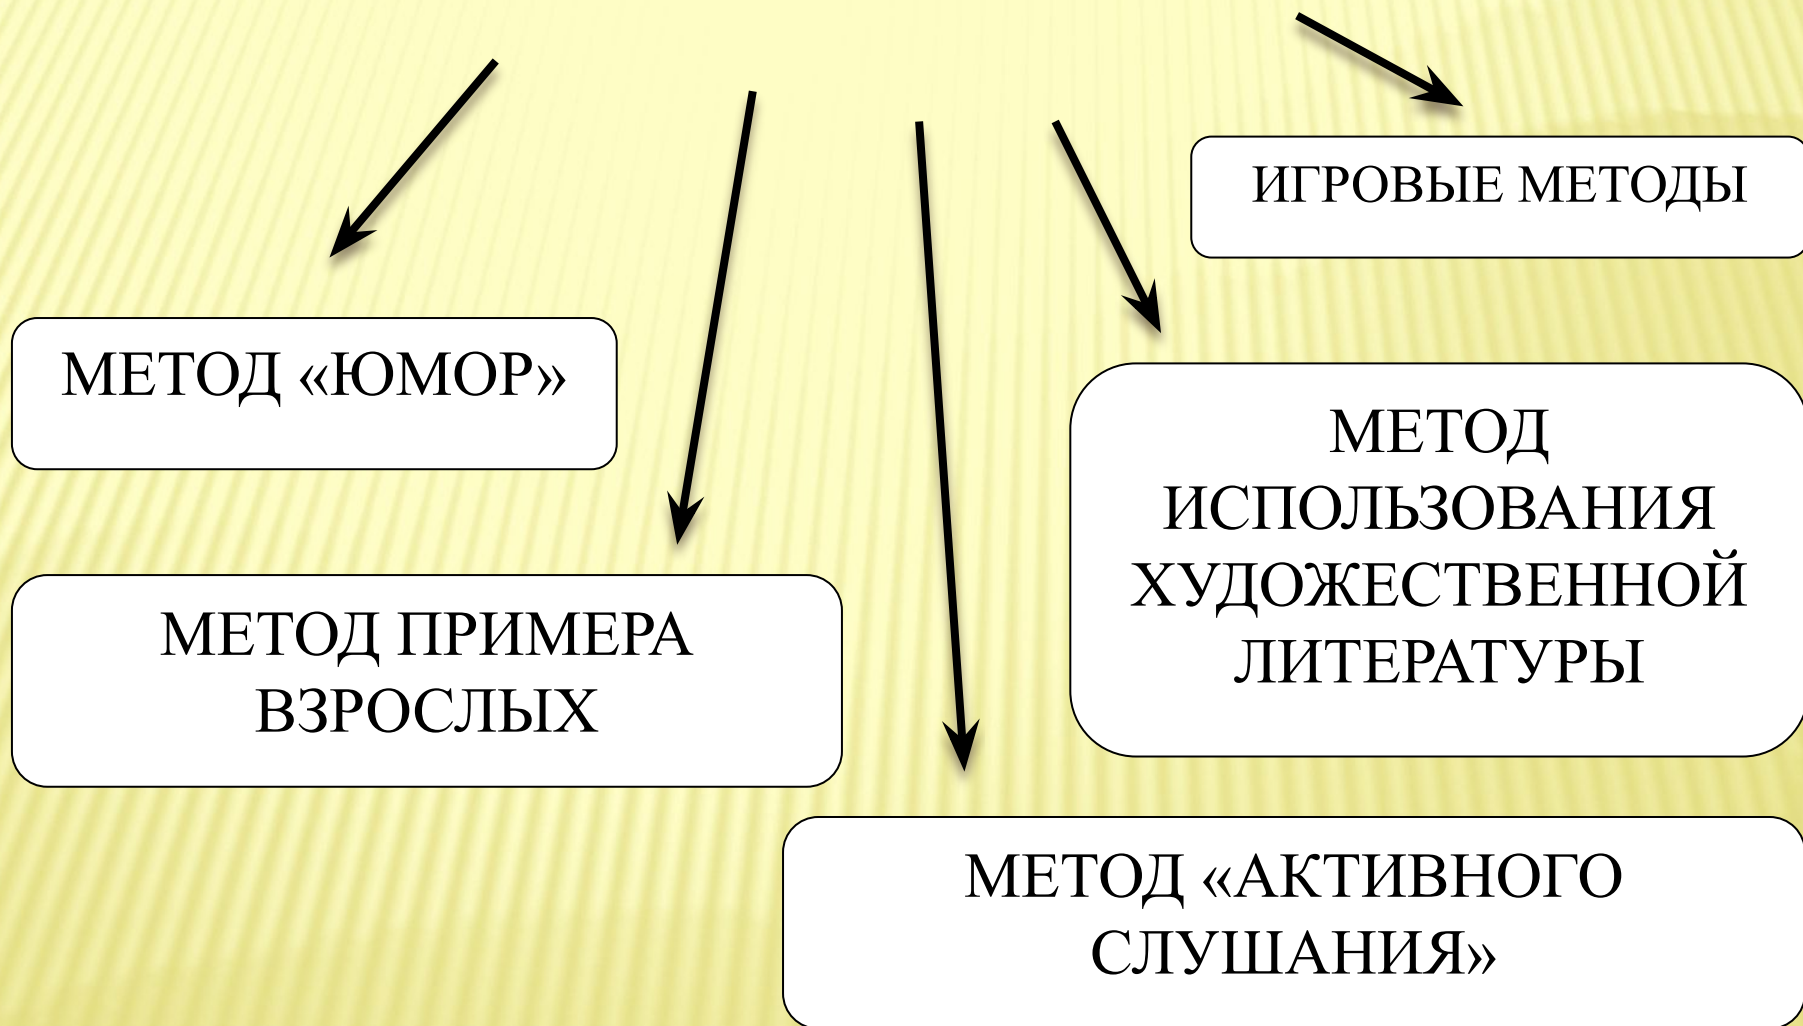 ИГРОВЫЕ МЕТОДЫ
МЕТОД «ЮМОР»
МЕТОД
ИСПОЛЬЗОВАНИЯ
ХУДОЖЕСТВЕННОЙ
ЛИТЕРАТУРЫ
МЕТОД ПРИМЕРА
ВЗРОСЛЫХ
МЕТОД «АКТИВНОГО
СЛУШАНИЯ»